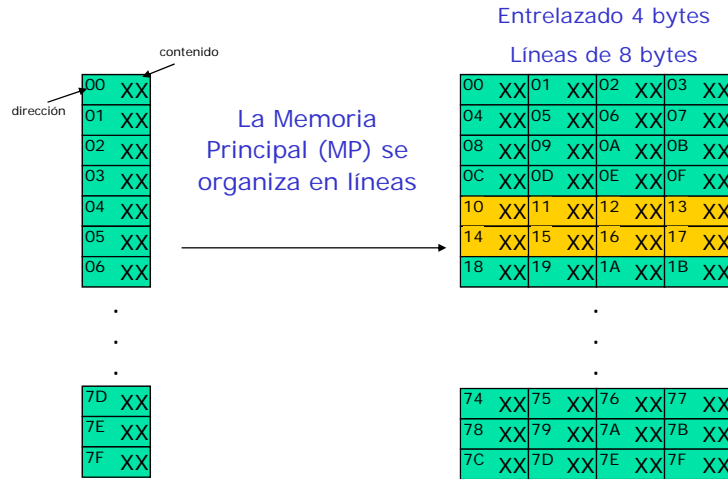 Entrelazado 4 bytes
Líneas de 8 bytes
contenido
dirección
La Memoria
Principal (MP) se
organiza en líneas
00 XX
01 XX
02 XX
03 XX
04 XX
05 XX
06 XX
.
.
.
7D XX
7E XX
7F XX
00 XX 01 XX 02 XX 03 XX
04 XX 05 XX 06 XX 07 XX
08 XX 09 XX 0A XX 0B XX
0C XX 0D XX 0E XX 0F XX
10 XX 11 XX 12 XX 13 XX
14 XX 15 XX 16 XX 17 XX
18 XX 19 XX 1A XX 1B XX
.
.
.
74 XX 75 XX 76 XX 77 XX
78 XX 79 XX 7A XX 7B XX
7C XX 7D XX 7E XX 7F XX